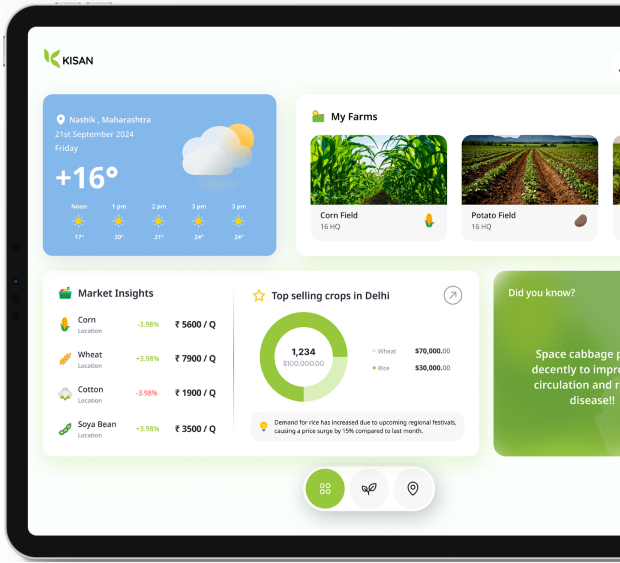 KISAN
Nashik , Maharashtra
21st September 2024
Friday
+16°
Noon 1 pm 2 pm 3 pm 3 pm
17° 20° 21° 24° 24°
My Farms
Corn Field
16 HQ
Potato Field
16 HQ
Market Insights
Corn
Location
-3.98%
₹ 5600 / Q
Wheat
Location
+3.98%
₹ 7900 / Q
Cotton
Location
-3.98%
₹ 1900 / Q
Soya Bean
Location
+3.98%
₹ 3500 / Q
Top selling crops in Delhi
1,234
$100,000.00
Wheat $70,000.00
Rice $30,000.00
Demand for rice has increased due to upcoming regional festivals,
causing a price surge by 15% compared to last month.
Did you know?
Space cabbage
decently to
circulation and
disease!!